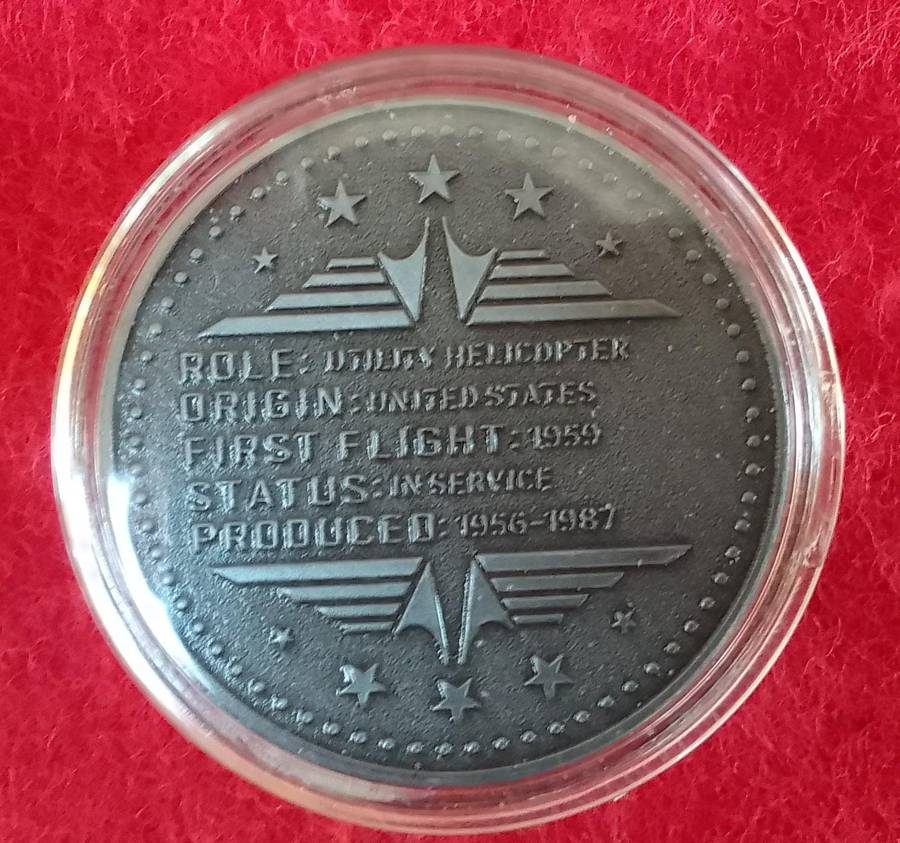 ROLE: UTILITY HELICOPTER
ORIGIN: UNITED STATES
FIRST FLIGHT: 1959
STATUS: IN SERVICE
PRODUCED: 1956-1987